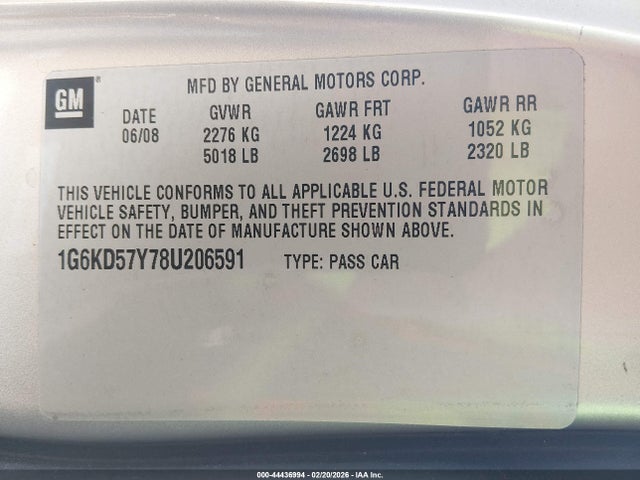 GM
MFD BY GENERAL MOTORS CORP.
DATE GVWR GAWR FRT GAWR RR
06/08 2276 KG 1224 KG 1052 KG
5018 LB 2698 LB 2320 LB
THIS VEHICLE CONFORMS TO ALL APPLICABLE U.S. FEDERAL MOTOR
VEHICLE SAFETY, BUMPER, AND THEFT PREVENTION STANDARDS IN
EFFECT ON THE DATE OF MANUFACTURE SHOWN ABOVE.
1G6KD57Y78U206591 TYPE: PASS CAR
000-44436994 - 02/20/2026 - IAA Inc.